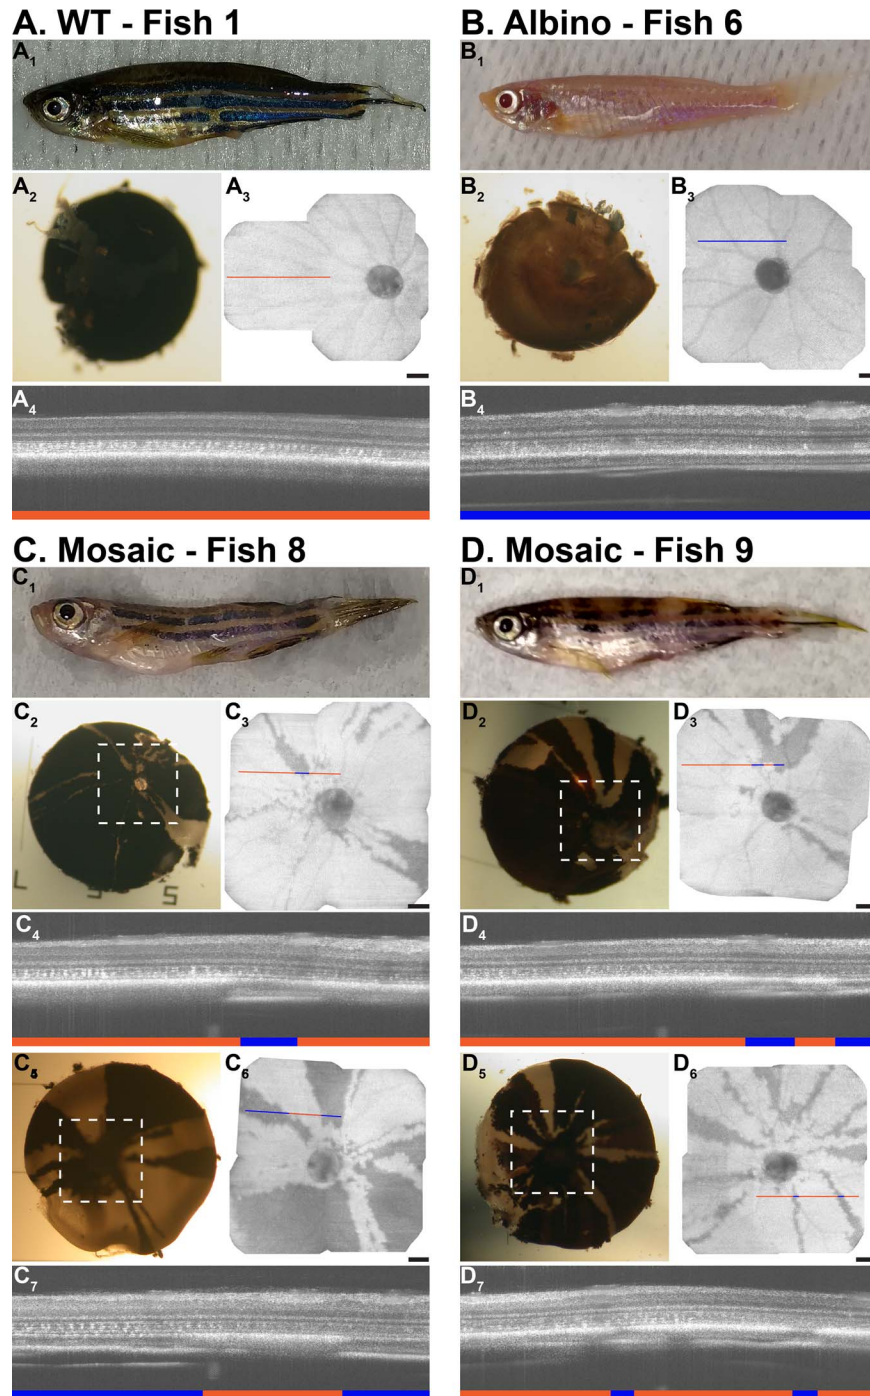 A. WT - Fish 1
B. Albino - Fish 6
A1
B1
A2
A3
B2
B3
A4
B4
C. Mosaic - Fish 8
D. Mosaic - Fish 9
C1
D1
C2
C3
D2
D3
C4
D4
C6
D5
D6
C7
D7